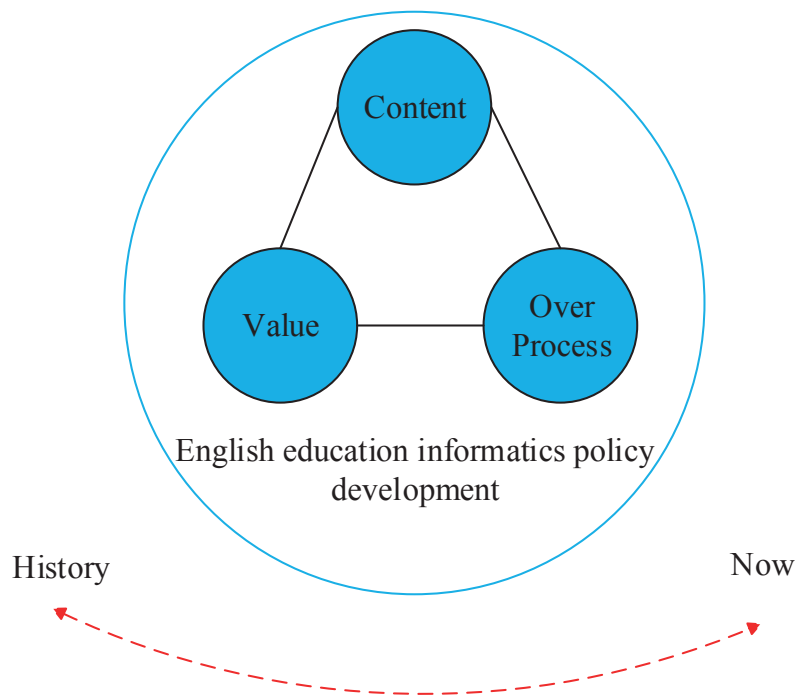 Content
Value
Over
Process
English education informatics policy
development
History
Now